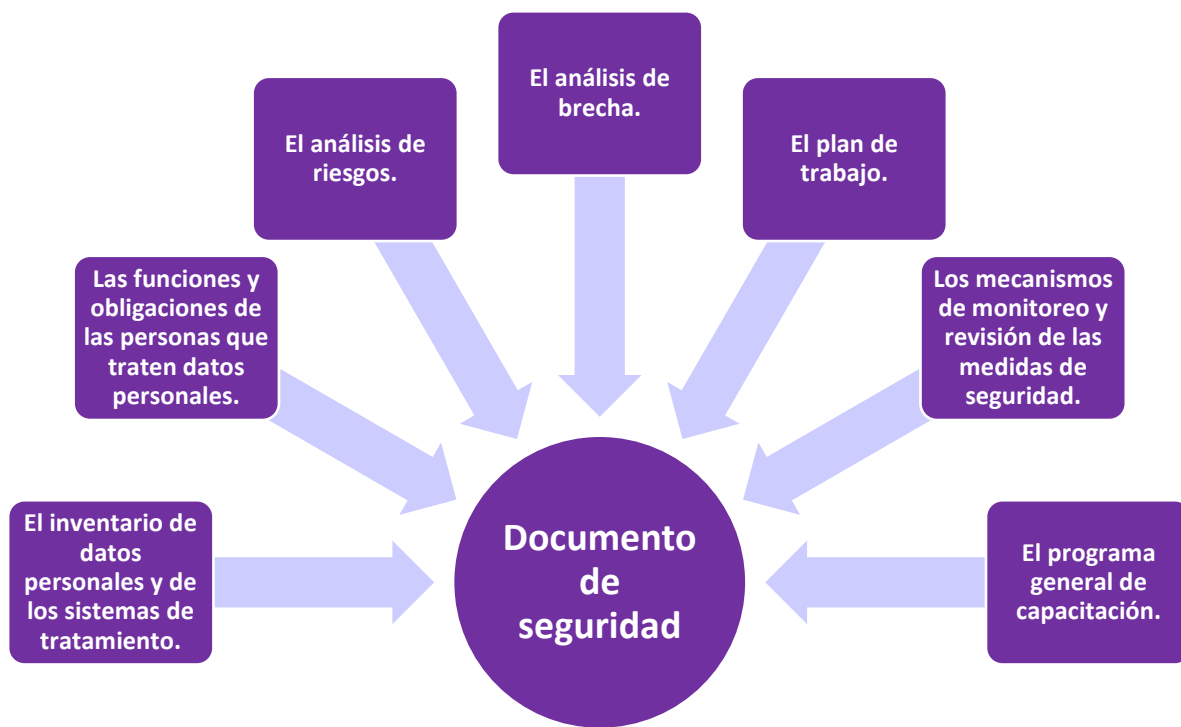 El inventario de
datos
personales y de
los sistemas de
tratamiento.
Las funciones y
obligaciones de
las personas que
traten datos
personales.
El análisis de
riesgos.
El análisis de
brecha.
El plan de
trabajo.
Los mecanismos
de monitoreo y
revisión de las
medidas de
seguridad.
El programa
general de
capacitación.
Documento
de
seguridad